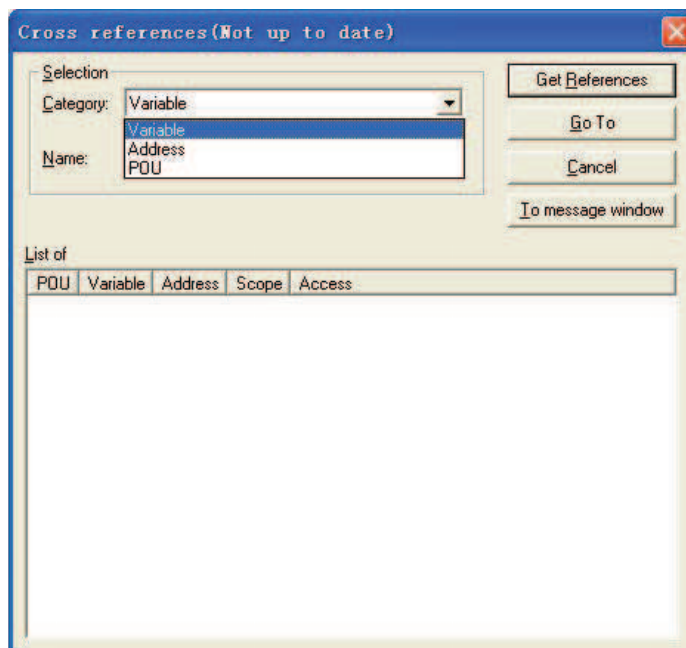 Cross references(Not up to date)
Selection
Category: Variable
Variable
Address
POU
Name:
Get References
Go To
Cancel
To message window
List of
POU Variable Address Scope Access